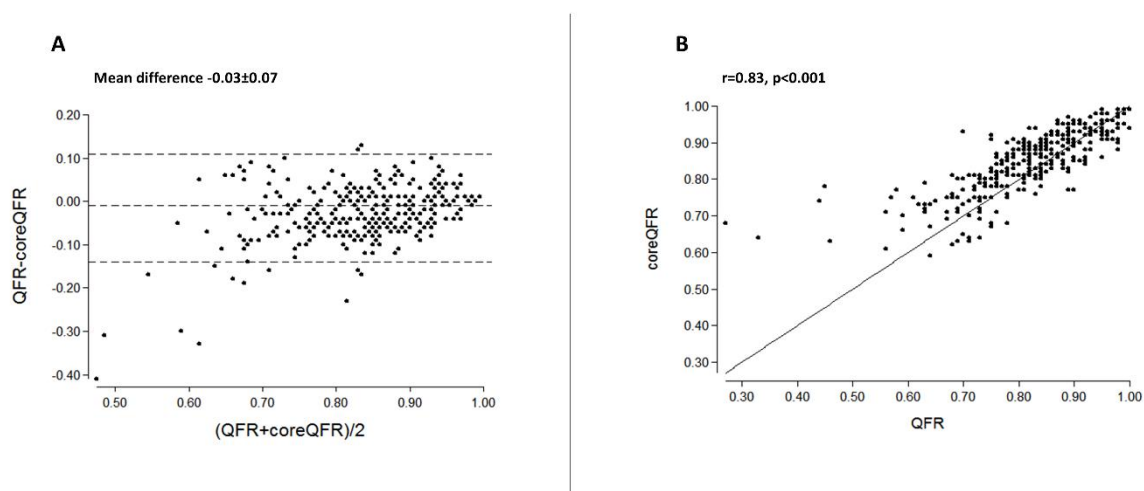 A
Mean difference -0.03±0.07
0.20
0.10
0.00
-0.10
-0.20
-0.30
-0.40
QFR-coreQFR
0.50 0.60 0.70 0.80 0.90 1.00
(QFR+coreQFR)/2
B
r=0.83, p<0.001
1.00
0.90
0.80
0.70
0.60
0.50
0.40
0.30
coreQFR
0.30 0.40 0.50 0.60 0.70 0.80 0.90 1.00
QFR